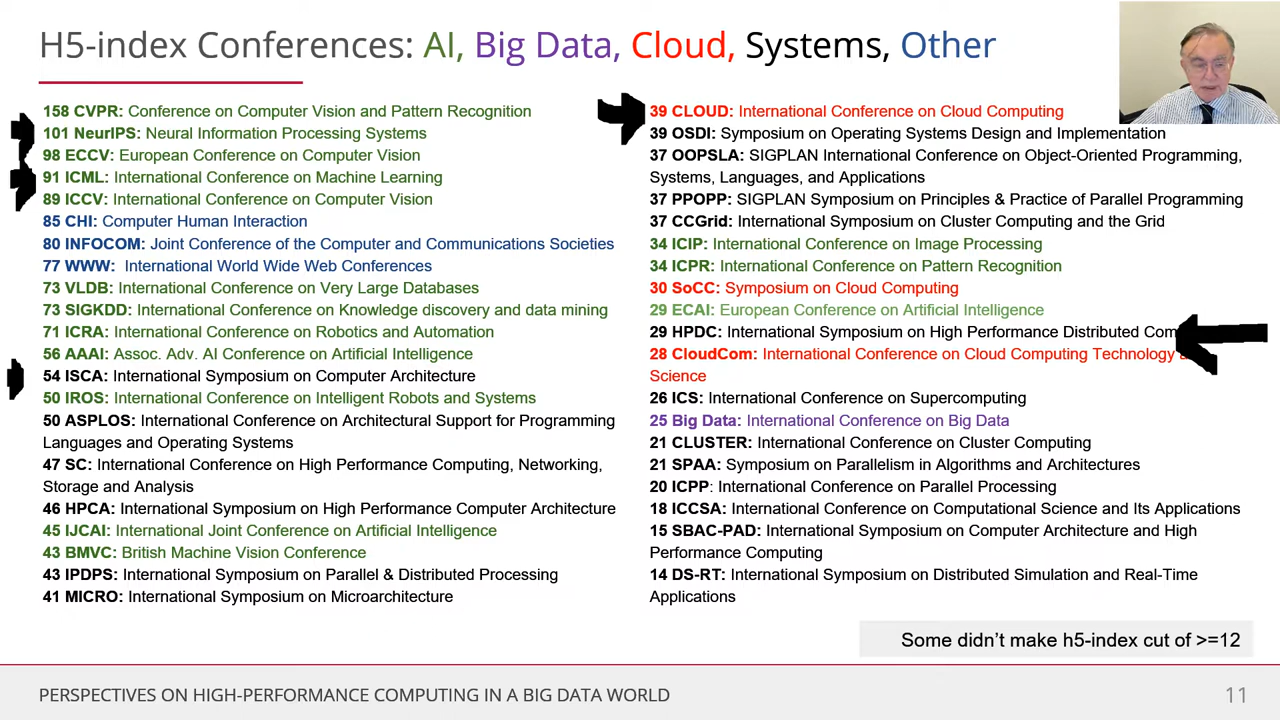 H5-index Conferences: AI, Big Data, Cloud, Systems, Other
158 CVPR: Conference on Computer Vision and Pattern Recognition
101 NeurIPS: Neural Information Processing Systems
98 ECCV: European Conference on Computer Vision
91 ICML: International Conference on Machine Learning
89 ICCV: International Conference on Computer Vision
85 CHI: Computer Human Interaction
80 INFOCOM: Joint Conference of the Computer and Communications Societies
77 WWW: International World Wide Web Conferences
73 VLDB: International Conference on Very Large Databases
73 SIGKDD: International Conference on Knowledge discovery and data mining
71 ICRA: International Conference on Robotics and Automation
56 AAAI: Assoc. Adv. AI Conference on Artificial Intelligence
54 ISCA: International Symposium on Computer Architecture
50 IROS: International Conference on Intelligent Robots and Systems
50 ASPLOS: International Conference on Architectural Support for Programming
Languages and Operating Systems
47 SC: International Conference on High Performance Computing, Networking,
Storage and Analysis
46 HPCA: International Symposium on High Performance Computer Architecture
45 IJCAI: International Joint Conference on Artificial Intelligence
43 BMVC: British Machine Vision Conference
43 IPDPS: International Symposium on Parallel & Distributed Processing
41 MICRO: International Symposium on Microarchitecture
39 CLOUD: International Conference on Cloud Computing
39 OSDI: Symposium on Operating Systems Design and Implementation
37 OOPSLA: SIGPLAN International Conference on Object-Oriented Programming,
Systems, Languages, and Applications
37 PPOPP: SIGPLAN Symposium on Principles & Practice of Parallel Programming
37 CCGrid: International Symposium on Cluster Computing and the Grid
34 ICIP: International Conference on Image Processing
34 ICPR: International Conference on Pattern Recognition
30 SoCC: Symposium on Cloud Computing
29 ECAI: European Conference on Artificial Intelligence
29 HPDC: International Symposium on High Performance Distributed Com
28 CloudCom: International Conference on Cloud Computing Technology
Science
26 ICS: International Conference on Supercomputing
25 Big Data: International Conference on Big Data
21 CLUSTER: International Conference on Cluster Computing
21 SPAA: Symposium on Parallelism in Algorithms and Architectures
20 ICPP: International Conference on Parallel Processing
18 ICCSA: International Conference on Computational Science and Its Applications
15 SBAC-PAD: International Symposium on Computer Architecture and High
Performance Computing
14 DS-RT: International Symposium on Distributed Simulation and Real-Time
Applications
Some didn't make h5-index cut of >=12
PERSPECTIVES ON HIGH-PERFORMANCE COMPUTING IN A BIG DATA WORLD
11